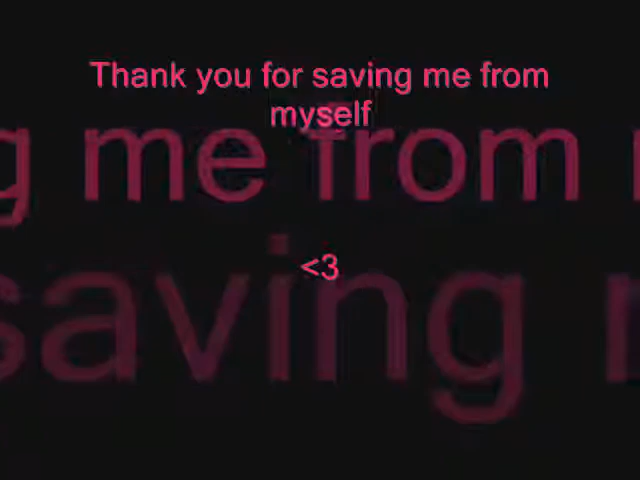 Thank you for saving me from
myself
g me from
<3
saving